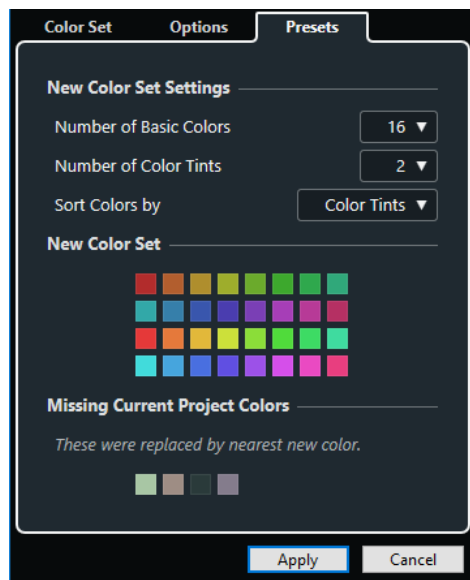 Color Set Options Presets
New Color Set Settings
Number of Basic Colors 16
Number of Color Tints 2
Sort Colors by Color Tints
New Color Set
Missing Current Project Colors
These were replaced by nearest new color.
Apply Cancel